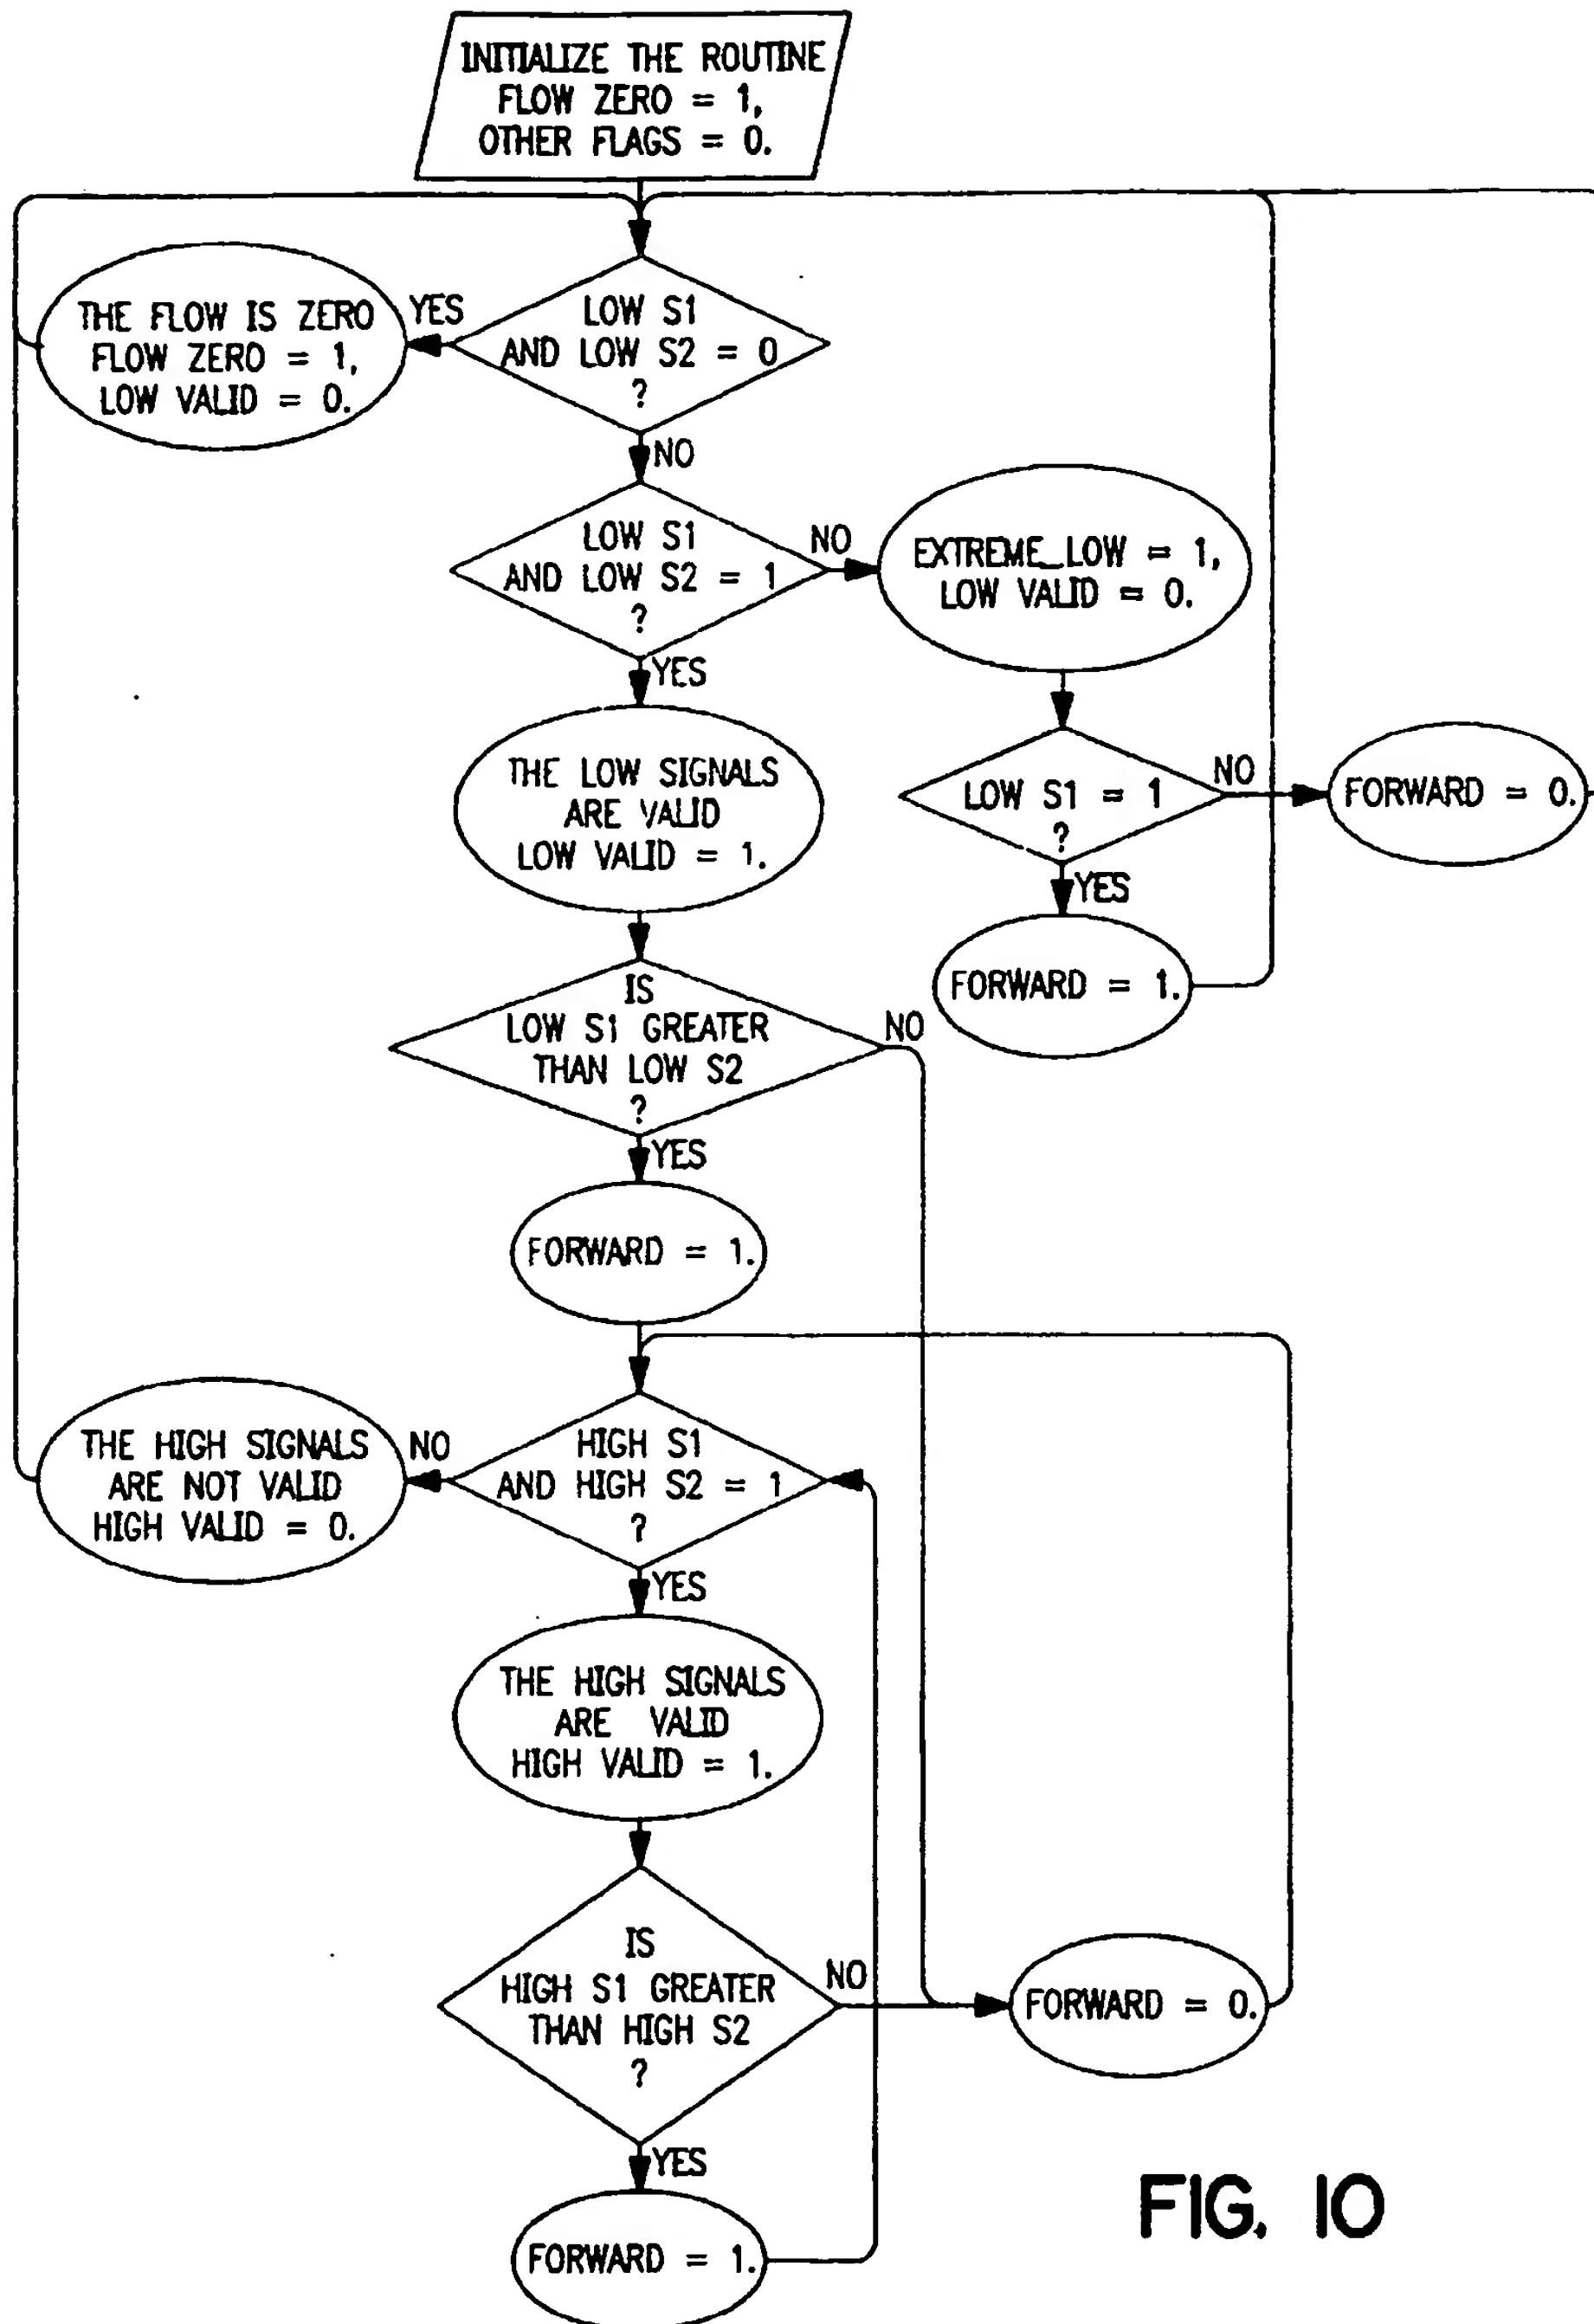 INITIALIZE THE ROUTINE
FLOW ZERO = 1,
OTHER FLAGS = 0.
THE FLOW IS ZERO
FLOW ZERO = 1,
LOW VALID = 0.
YES
LOW S1
AND LOW S2 = 0
?
NO
LOW S1
AND LOW S2 = 1
?
NO
EXTREME_LOW = 1,
LOW VALID = 0.
YES
THE LOW SIGNALS
ARE VALID
LOW VALID = 1.
LOW S1 = 1
?
NO
FORWARD = 0.
YES
FORWARD = 1.
IS
LOW S1 GREATER
THAN LOW S2
?
NO
YES
FORWARD = 1.
THE HIGH SIGNALS
ARE NOT VALID
HIGH VALID = 0.
NO
HIGH S1
AND HIGH S2 = 1
?
YES
THE HIGH SIGNALS
ARE VALID
HIGH VALID = 1.
IS
HIGH S1 GREATER
THAN HIGH S2
?
NO
FORWARD = 0.
YES
FORWARD = 1.
FIG. 10